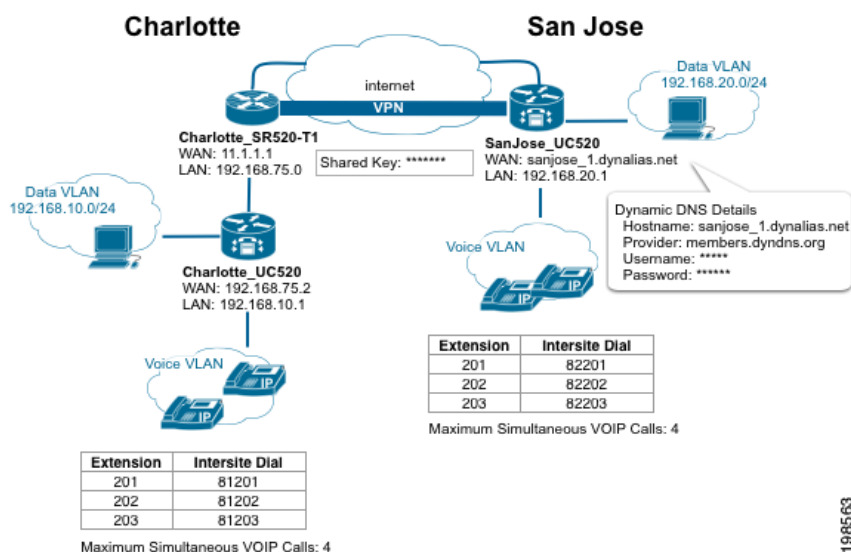 Charlotte
San Jose
internet
VPN
Data VLAN
192.168.20.0/24
Charlotte_SR520-T1
WAN: 11.1.1.1
LAN: 192.168.75.0
Shared Key: *******
SanJose_UC520
WAN: sanjose_1.dynalias.net
LAN: 192.168.20.1
Data VLAN
192.168.10.0/24
Dynamic DNS Details
Hostname: sanjose_1.dynalias.net
Provider: members.dyndns.org
Username: *****
Password: ******
Voice VLAN
IP
IP
Charlotte_UC520
WAN: 192.168.75.2
LAN: 192.168.10.1
Extension Intersite Dial
201 82201
202 82202
203 82203
Maximum Simultaneous VOIP Calls: 4
Voice VLAN
IP
IP
Extension Intersite Dial
201 81201
202 81202
203 81203
Maximum Simultaneous VOIP Calls: 4
198563